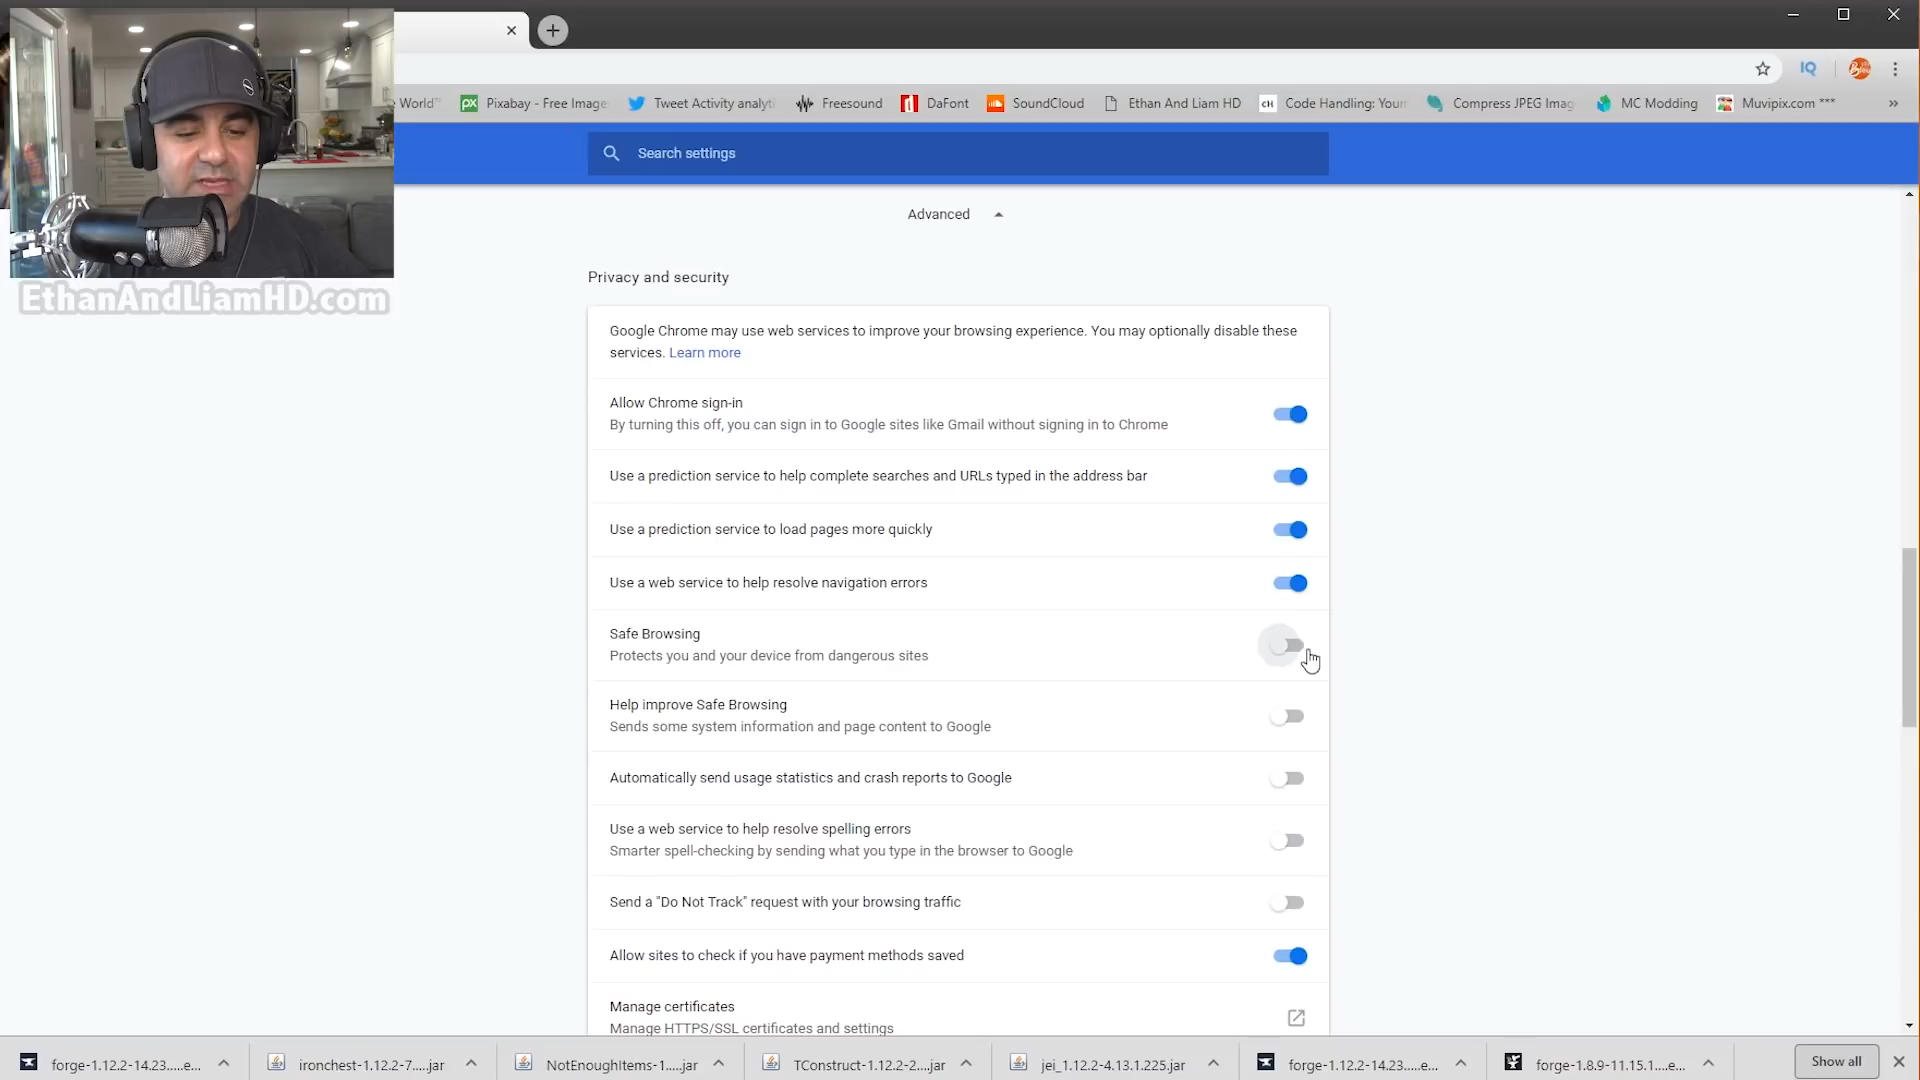 IQ
World"
Pixabay - Free Image
Tweet Activity analyti
Freesound
DaFont
SoundCloud
Ethan And Liam HD
CH
Code Handling: Your
Compress JPEG Imag
MC Modding
Muvipix.com ***
»
Search settings
EthanAndLiamHD.com
Advanced
Privacy and security
Google Chrome may use web services to improve your browsing experience. You may optionally disable these
services. Learn more
Allow Chrome sign-in
By turning this off, you can sign in to Google sites like Gmail without signing in to Chrome
Use a prediction service to help complete searches and URLs typed in the address bar
Use a prediction service to load pages more quickly
Use a web service to help resolve navigation errors
Safe Browsing
Protects you and your device from dangerous sites
Help improve Safe Browsing
Sends some system information and page content to Google
Automatically send usage statistics and crash reports to Google
Use a web service to help resolve spelling errors
Smarter spell-checking by sending what you type in the browser to Google
Send a "Do Not Track" request with your browsing traffic
Allow sites to check if you have payment methods saved
Manage certificates
Manage HTTPS/SSL certificates and settings
forge-1.12.2-14.23.....e...
ironchest-1.12.2-7....jar
NotEnoughItems-1.....jar
TConstruct-1.12.2-2....jar
jei_1.12.2-4.13.1.225.jar
forge-1.12.2-14.23.....e...
forge-1.8.9-11.15.1....e...
Show all